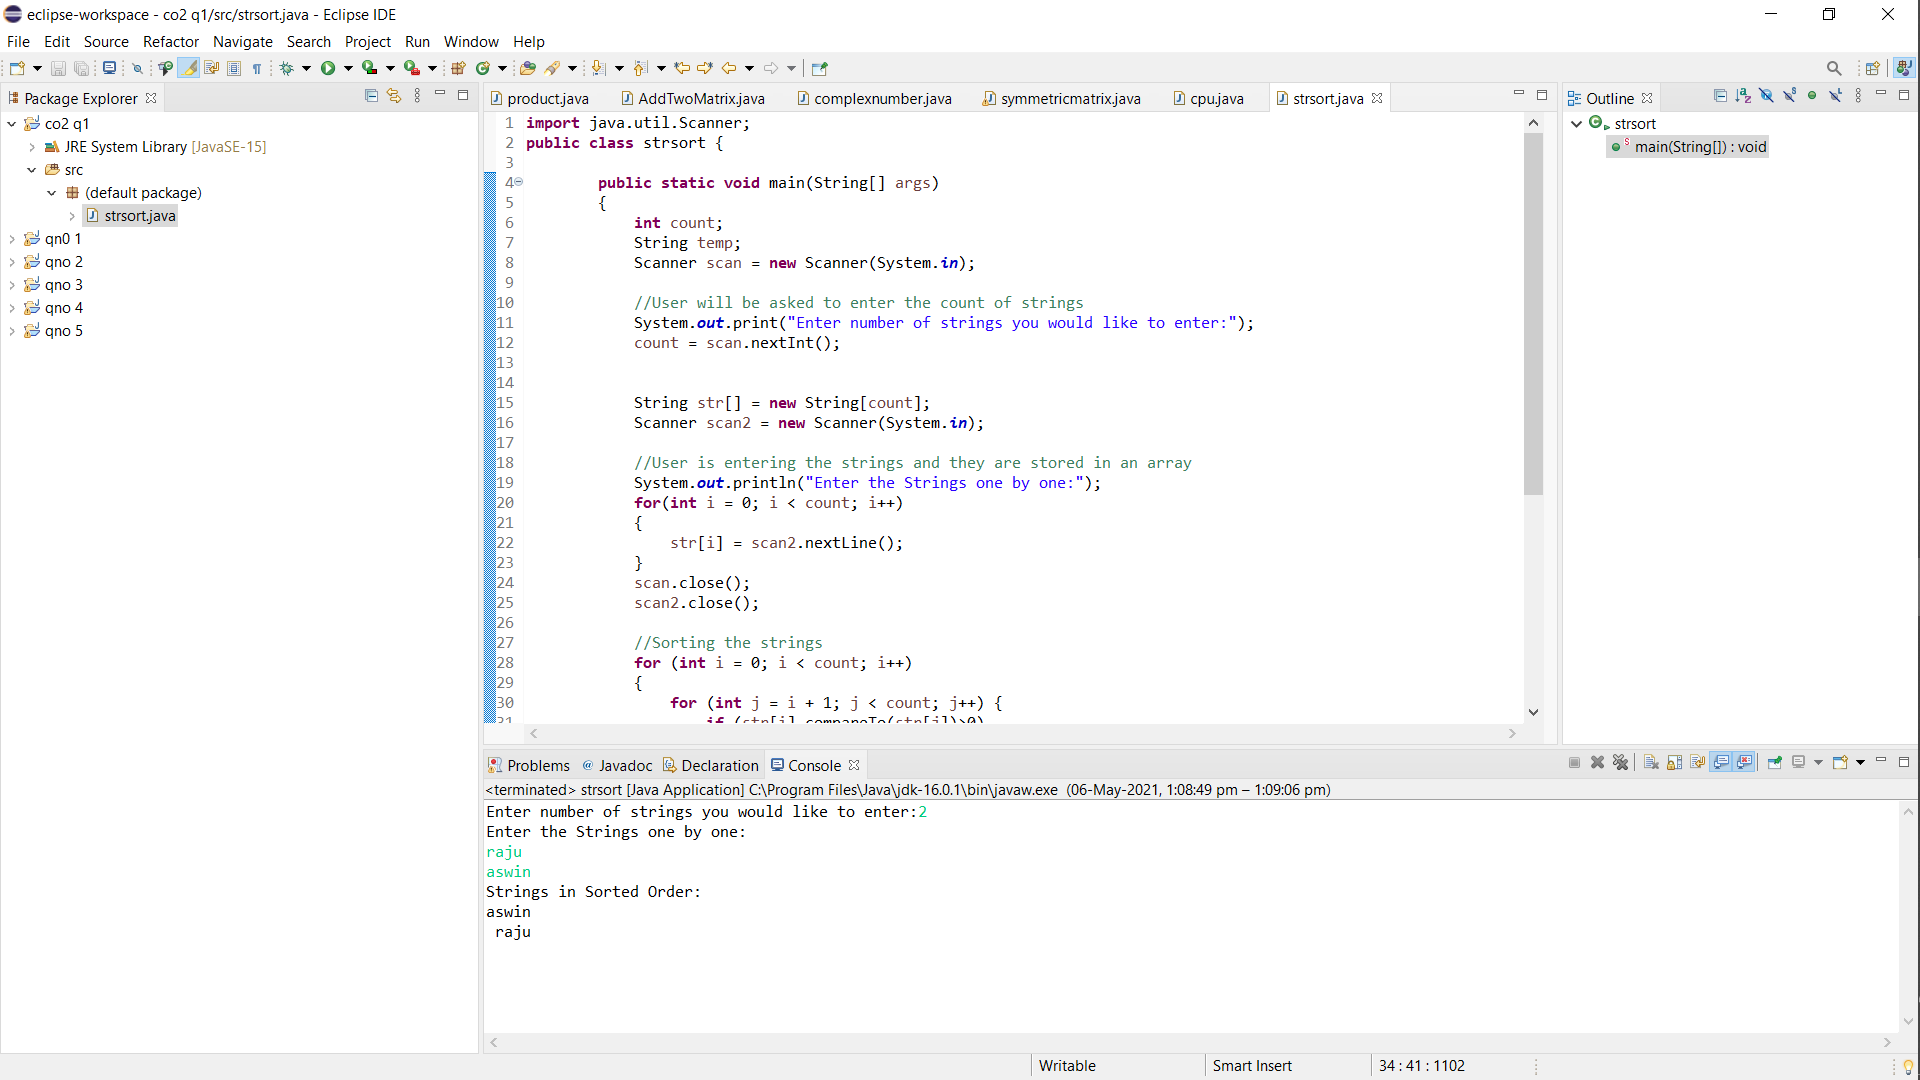 eclipse-workspace - co2 q1/src/strsort.java - Eclipse IDE
File Edit Source Refactor Navigate Search Project Run Window Help
Package Explorer
co2 q1
JRE System Library [JavaSE-15]
src
(default package)
strsort.java
qn0 1
qno 2
qno 3
qno 4
qno 5
product.java AddTwoMatrix.java complexnumber.java symmetricmatrix.java cpu.java strsort.java
1 import java.util.Scanner;
2 public class strsort {
3
4 public static void main(String[] args)
5 {
6 int count;
7 String temp;
8 Scanner scan = new Scanner(System.in);
9
10 //User will be asked to enter the count of strings
11 System.out.print("Enter number of strings you would like to enter:");
12 count = scan.nextInt();
13
14
15 String str[] = new String[count];
16 Scanner scan2 = new Scanner(System.in);
17
18 //User is entering the strings and they are stored in an array
19 System.out.println("Enter the Strings one by one:");
20 for(int i = 0; i < count; i++)
21 {
22 str[i] = scan2.nextLine();
23 }
24 scan.close();
25 scan2.close();
26
27 //Sorting the strings
28 for (int i = 0; i < count; i++)
29 {
30 for (int j = i + 1; j < count; j++) {
31 if (str[i].compareTo(str[j])>0)
Outline
strsort
main(String[]) : void
Problems @ Javadoc Declaration Console
<terminated> strsort [Java Application] C:\Program Files\Java\jdk-16.0.1\bin\javaw.exe (06-May-2021, 1:08:49 pm – 1:09:06 pm)
Enter number of strings you would like to enter:2
Enter the Strings one by one:
raju
aswin
Strings in Sorted Order:
aswin
raju
Writable Smart Insert 34 : 41 : 1102